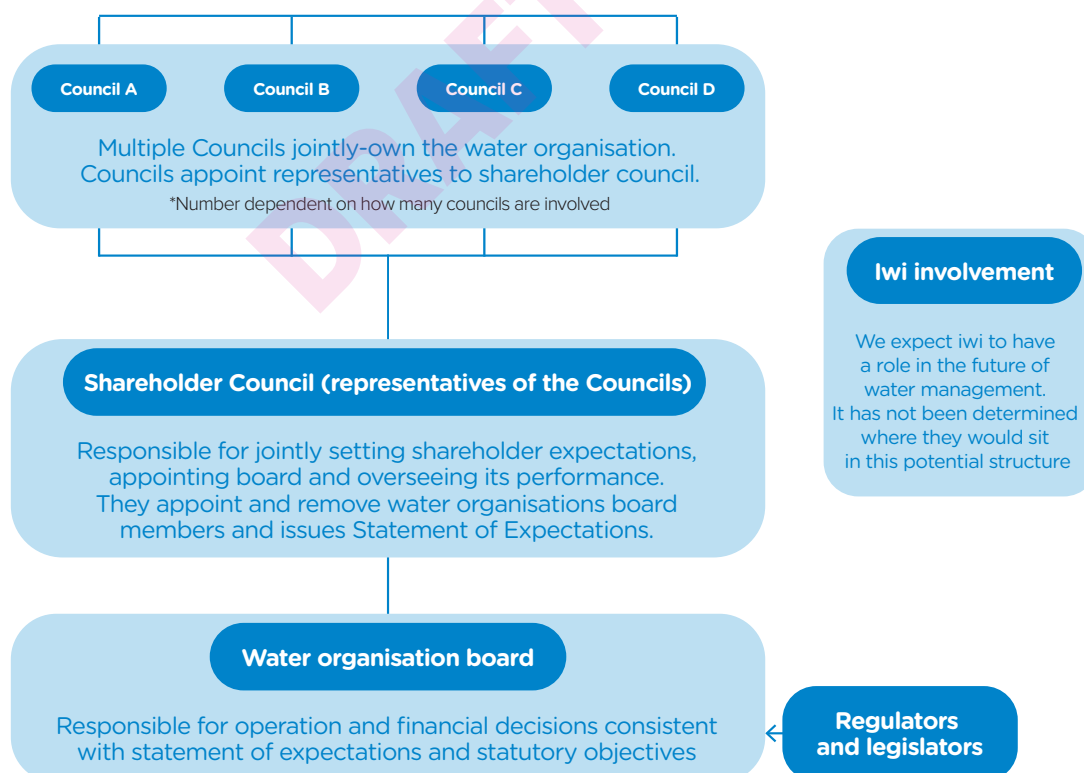 Council A
Council B
Council C
Council D
Multiple Councils jointly-own the water organisation.
Councils appoint representatives to shareholder council.
*Number dependent on how many councils are involved
DRAFT
Iwi involvement
We expect iwi to have
a role in the future of
water management.
It has not been determined
where they would sit
in this potential structure
Shareholder Council (representatives of the Councils)
Responsible for jointly setting shareholder expectations,
appointing board and overseeing its performance.
They appoint and remove water organisations board
members and issues Statement of Expectations.
Water organisation board
Responsible for operation and financial decisions consistent
with statement of expectations and statutory objectives
Regulators
and legislators